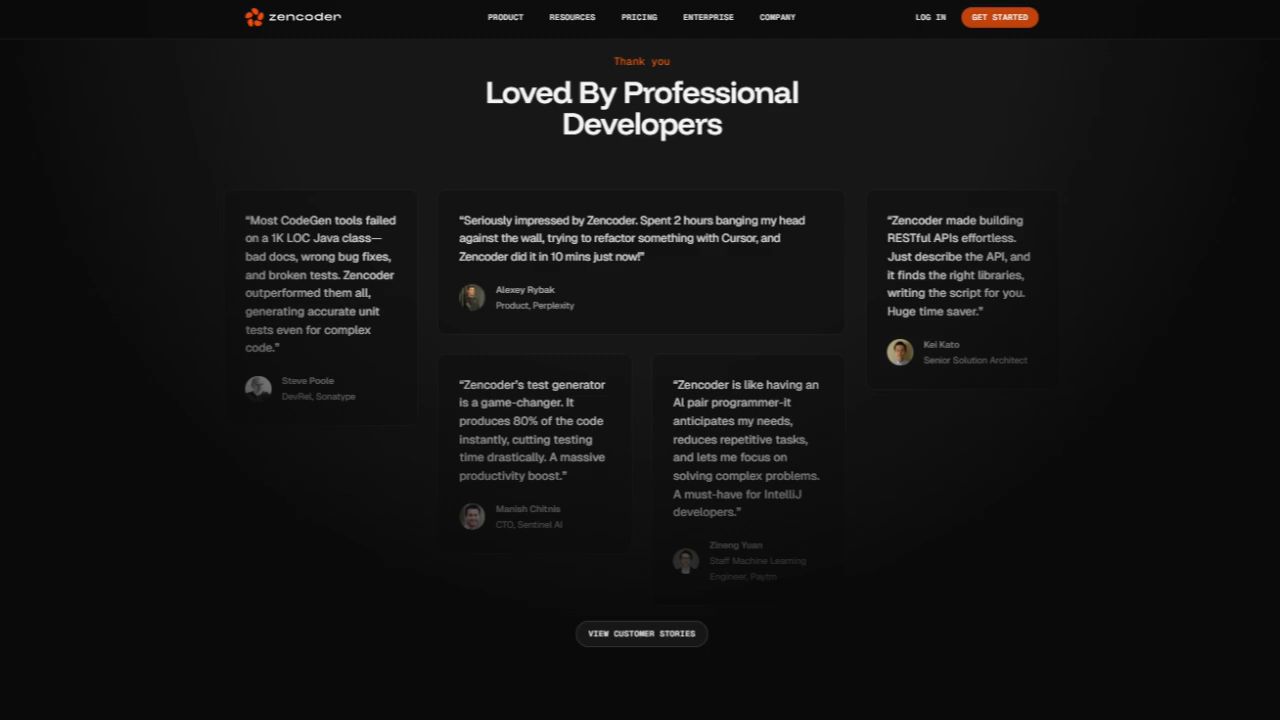 zencoder
PRODUCT
RESOURCES
PRICING
ENTERPRISE
COMPANY
LOG IN
GET STARTED
Thank you
Loved By Professional
Developers
“Most CodeGen tools failed
on a 1K LOC Java class—
bad docs, wrong bug fixes,
and broken tests. Zencoder
outperformed them all,
generating accurate unit
tests even for complex
code.”
Steve Poole
DevRel, Sonatype
“Seriously impressed by Zencoder. Spent 2 hours banging my head
against the wall, trying to refactor something with Cursor, and
Zencoder did it in 10 mins just now!”
Alexey Rybak
Product, Perplexity
“Zencoder’s test generator
is a game-changer. It
produces 80% of the code
instantly, cutting testing
time drastically. A massive
productivity boost.”
Manish Chitnis
CTO, Sentinel AI
“Zencoder is like having an
AI pair programmer-it
anticipates my needs,
reduces repetitive tasks,
and lets me focus on
solving complex problems.
A must-have for IntelliJ
developers.”
Zineng Yuan
Staff Machine Learning
Engineer, Paytm
“Zencoder made building
RESTful APIs effortless.
Just describe the API, and
it finds the right libraries,
writing the script for you.
Huge time saver.”
Kei Kato
Senior Solution Architect
VIEW CUSTOMER STORIES